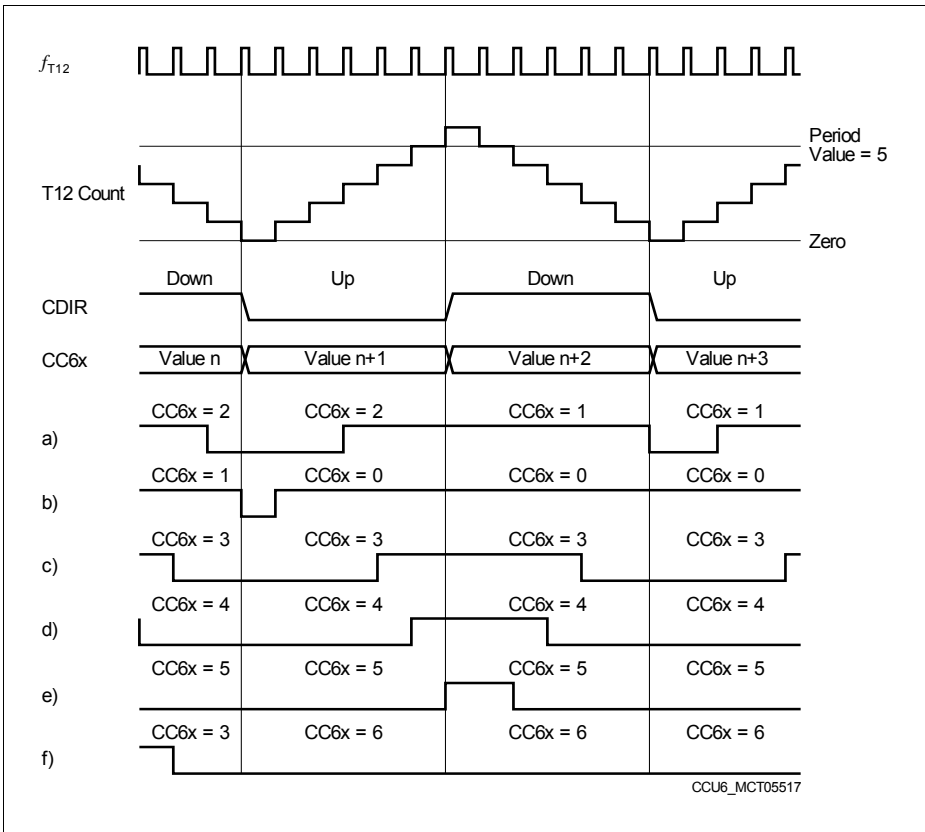 fT12
Period
Value = 5
T12 Count
Zero
Down Up Down Up
CDIR
CC6x Value n Value n+1 Value n+2 Value n+3
CC6x = 2 CC6x = 2 CC6x = 1 CC6x = 1
a)
CC6x = 1 CC6x = 0 CC6x = 0 CC6x = 0
b)
CC6x = 3 CC6x = 3 CC6x = 3 CC6x = 3
c)
CC6x = 4 CC6x = 4 CC6x = 4 CC6x = 4
d)
CC6x = 5 CC6x = 5 CC6x = 5 CC6x = 5
e)
CC6x = 3 CC6x = 6 CC6x = 6 CC6x = 6
f)
CCU6_MCT05517